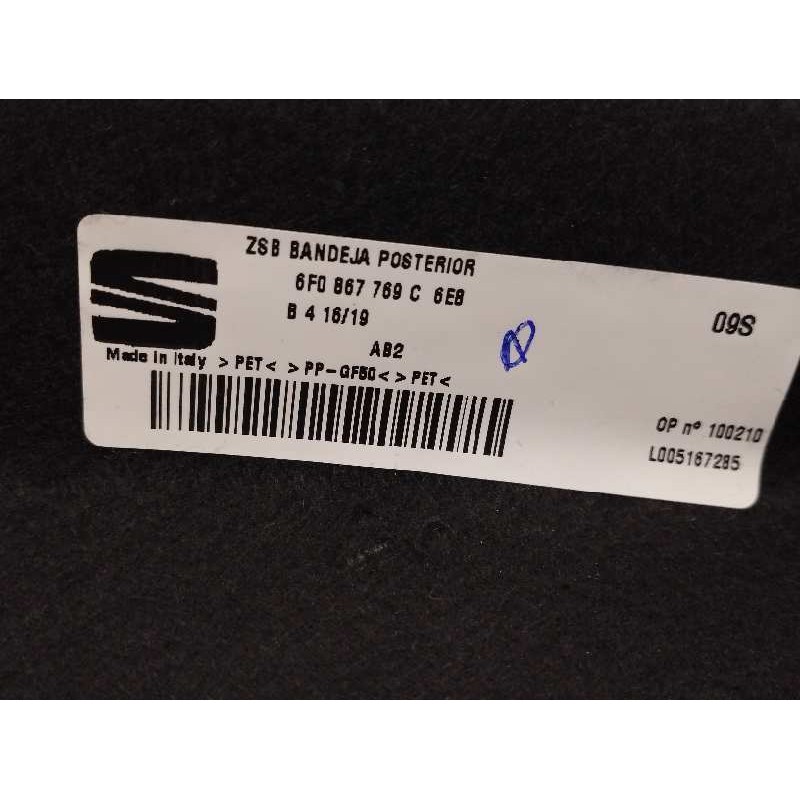 ZSB BANDEJA POSTERIOR
6F0 867 769 C 6E8
B 4 16/19
09S
AB2
Made in Italy >PET< >PP-GF50< >PET<
OP nº 100210
L005167285